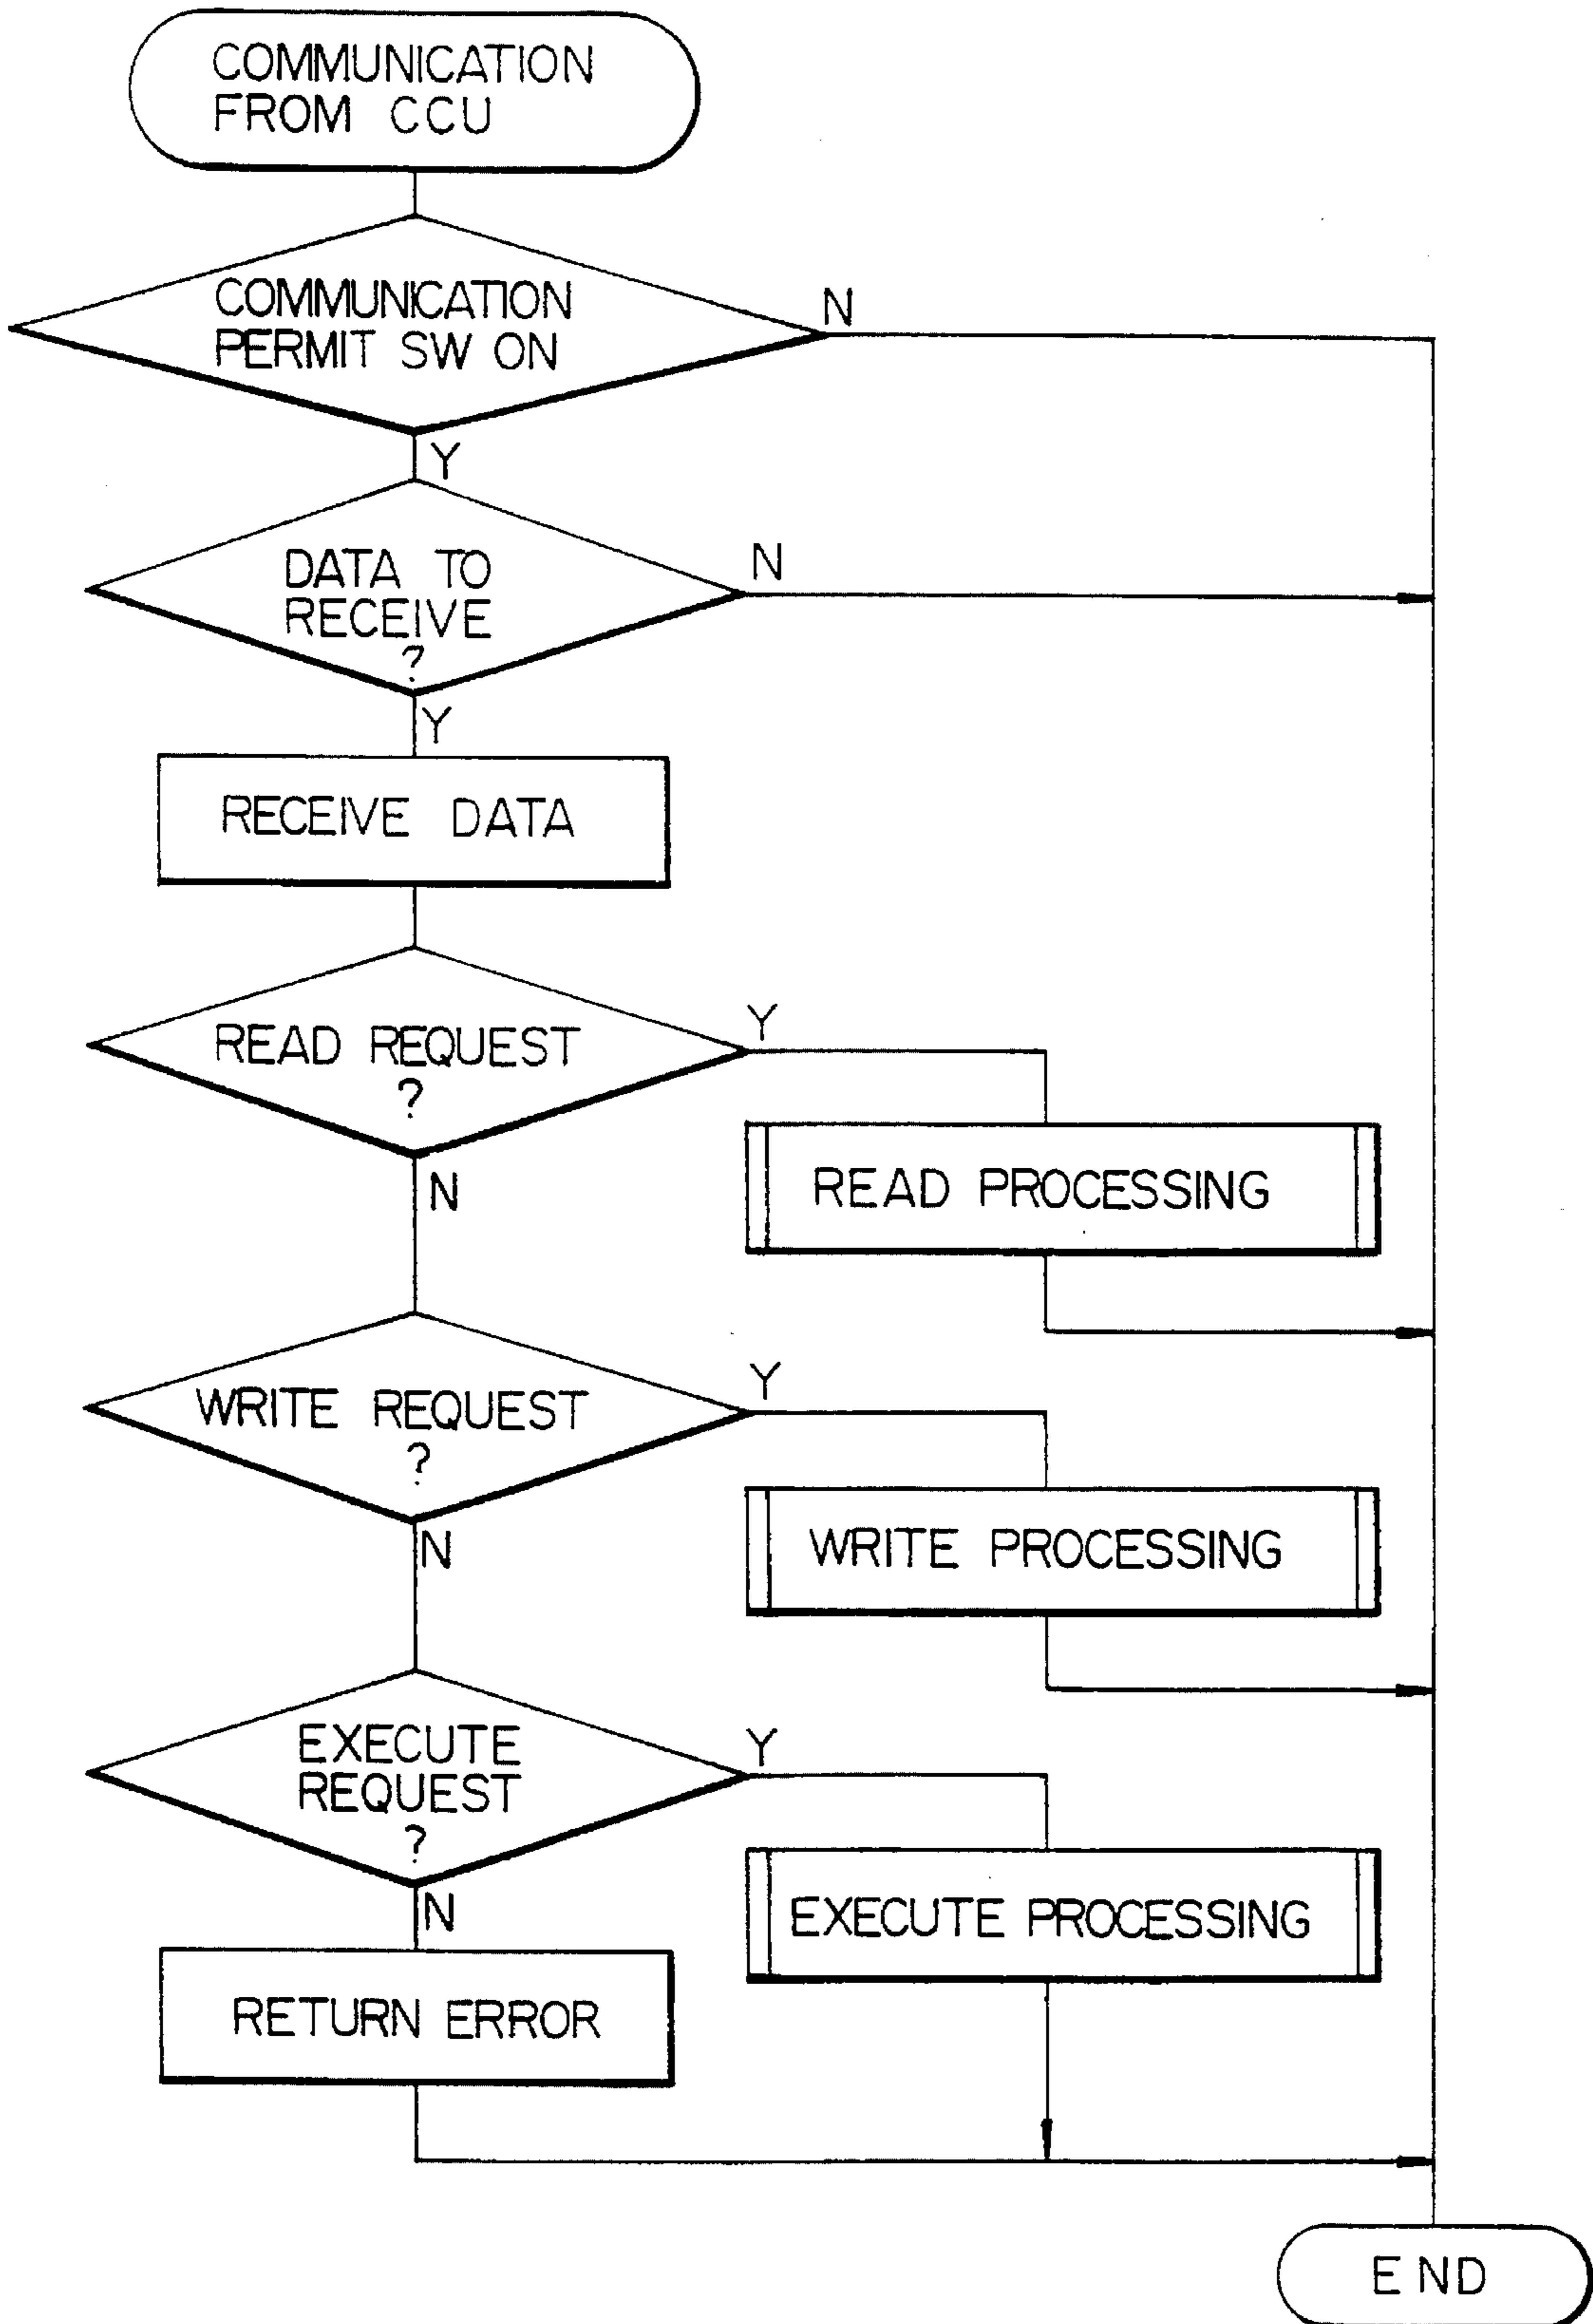 COMMUNICATION
FROM CCU
COMMUNICATION
PERMIT SW ON
N
Y
DATA TO
RECEIVE
?
N
Y
RECEIVE DATA
READ REQUEST
?
Y
N
READ PROCESSING
WRITE REQUEST
?
Y
N
WRITE PROCESSING
EXECUTE
REQUEST
?
Y
N
EXECUTE PROCESSING
RETURN ERROR
END